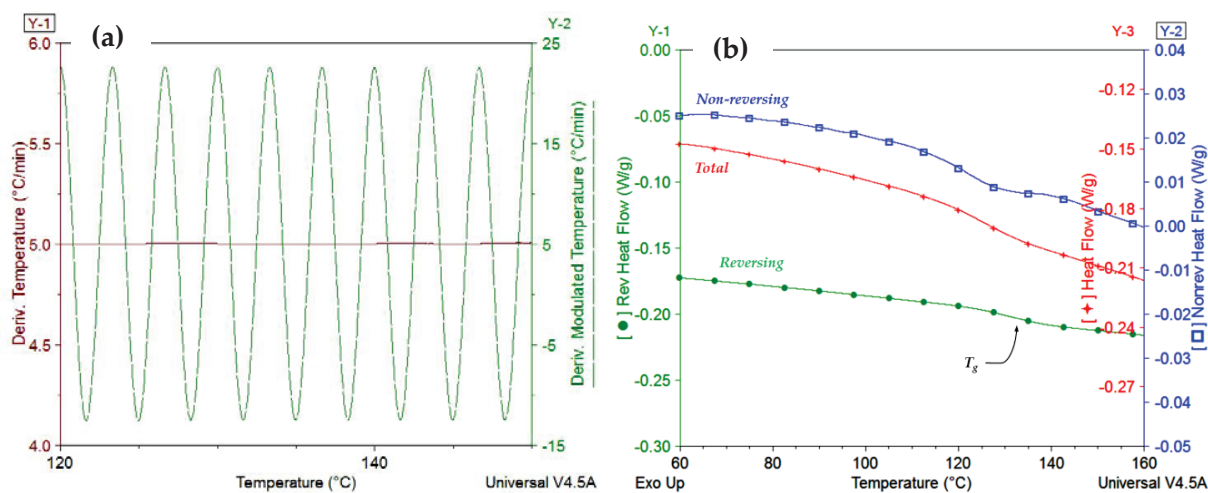 (a)
Y-1
Y-2
6.0
5.5
5.0
4.5
4.0
Deriv. Temperature (°C/min)
25
15
5
-5
-15
Deriv. Modulated Temperature (°C/min)
120
140
Temperature (°C)
Universal V4.5A
(b)
Y-1
Y-3
Y-2
0.00
-0.05
-0.10
-0.15
-0.20
-0.25
-0.30
[ ● ] Rev Heat Flow (W/g)
-0.12
-0.15
-0.18
-0.21
-0.24
-0.27
[ + ] Heat Flow (W/g)
0.04
0.03
0.02
0.01
0.00
-0.01
-0.02
-0.03
-0.04
-0.05
[ □ ] Nonrev Heat Flow (W/g)
Non-reversing
Total
Reversing
Tg
60
80
100
120
140
160
Exo Up
Temperature (°C)
Universal V4.5A